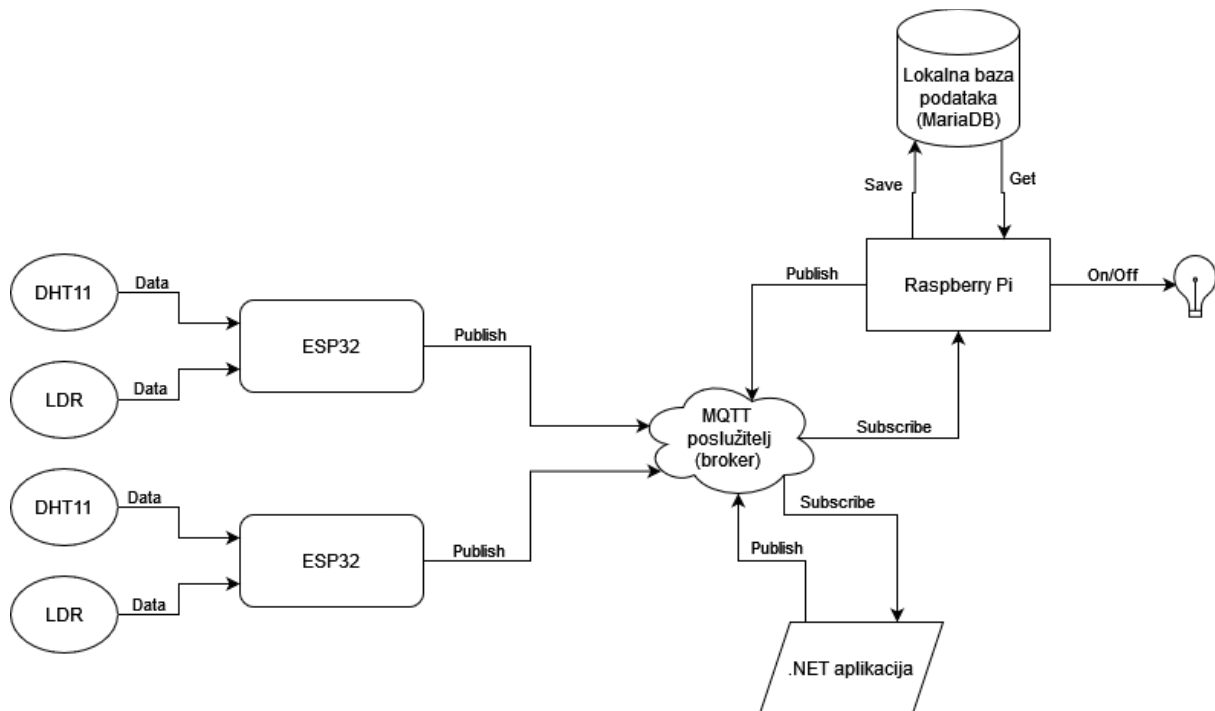 Lokalna baza
podataka
(MariaDB)
Save
Get
DHT11
Data
Publish
Raspberry Pi
On/Off
ESP32
Publish
LDR
Data
MQTT
poslužitelj
(broker)
Subscribe
DHT11
Data
Subscribe
ESP32
Publish
Publish
LDR
Data
.NET aplikacija